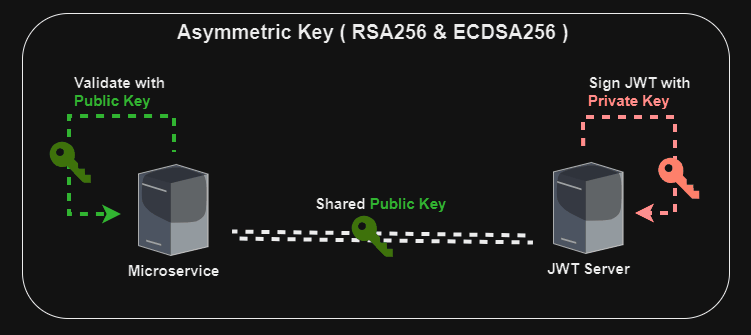 Asymmetric Key ( RSA256 & ECDSA256 )
Validate with
Public Key
Sign JWT with
Private Key
Shared Public Key
Microservice
JWT Server